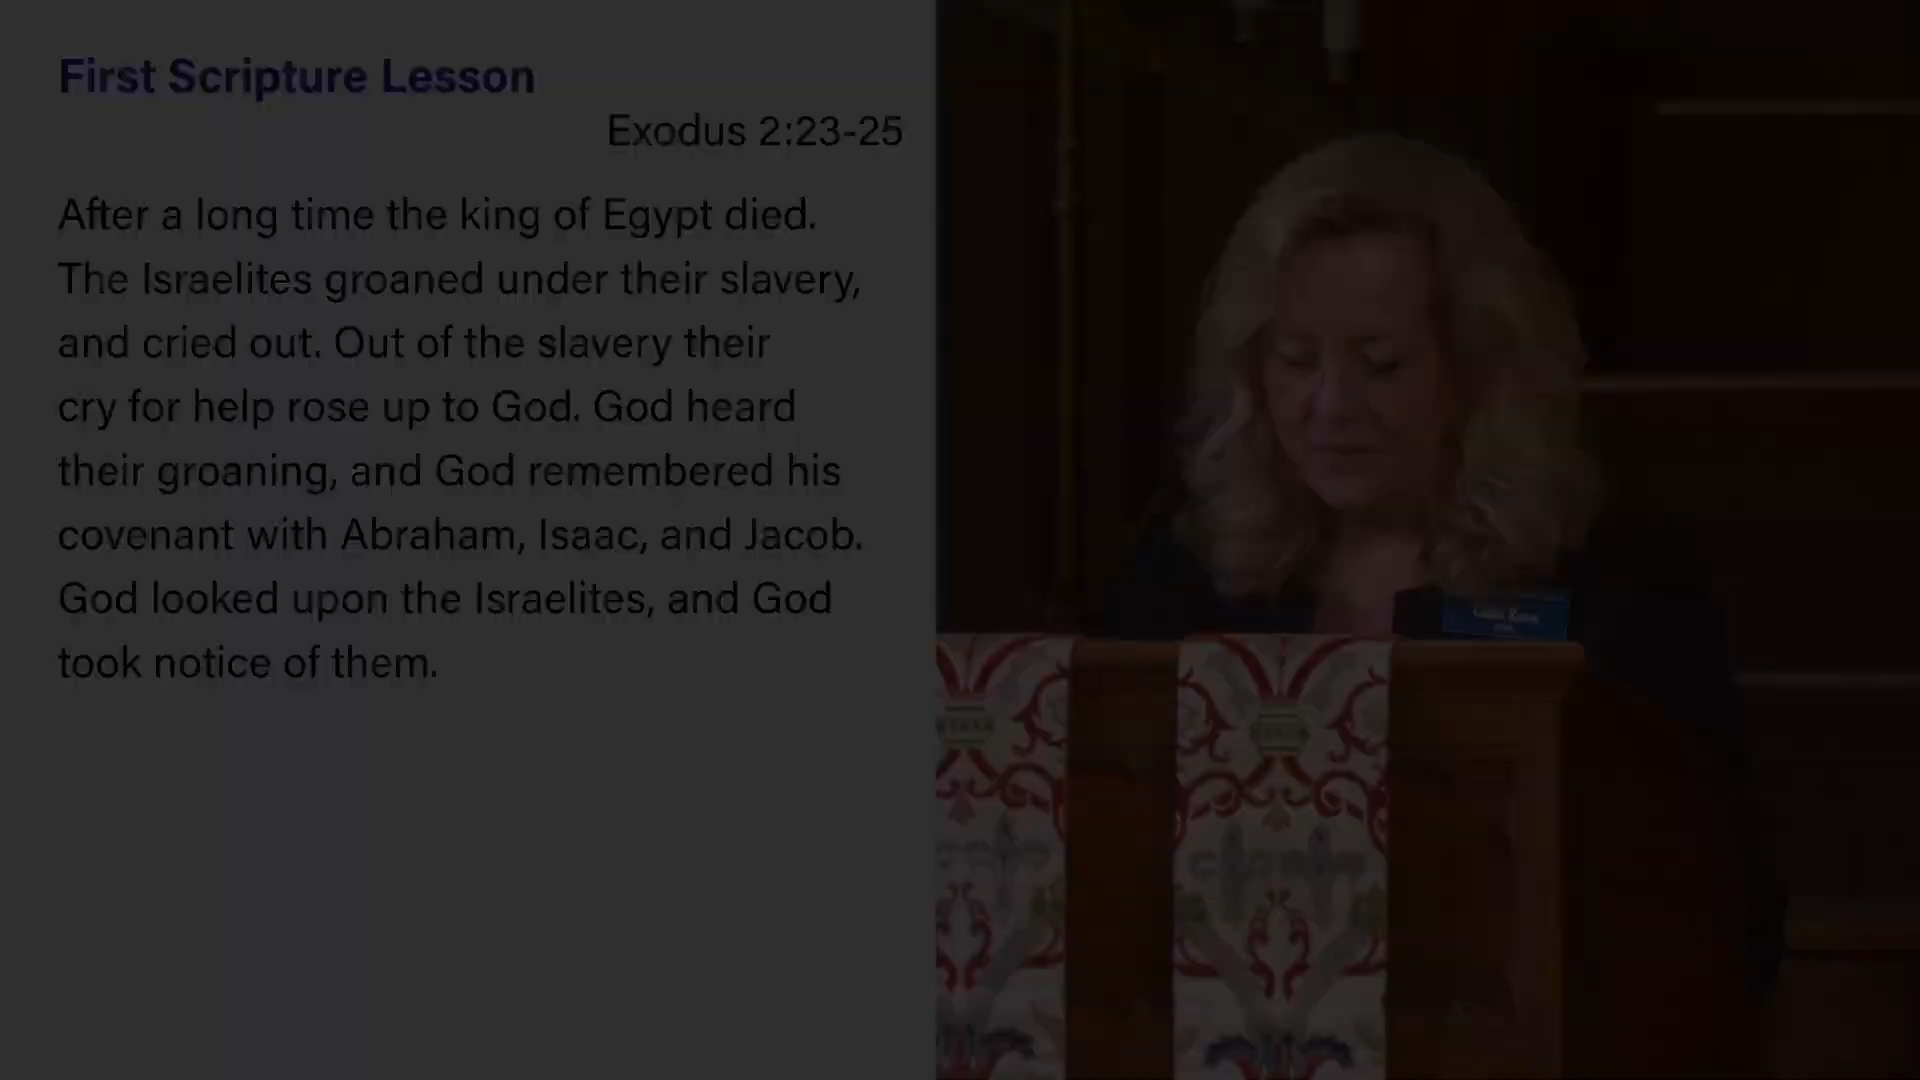 First Scripture Lesson
Exodus 2:23-25
After a long time the king of Egypt died.
The Israelites groaned under their slavery,
and cried out. Out of the slavery their
cry for help rose up to God. God heard
their groaning, and God remembered his
covenant with Abraham, Isaac, and Jacob.
God looked upon the Israelites, and God
took notice of them.